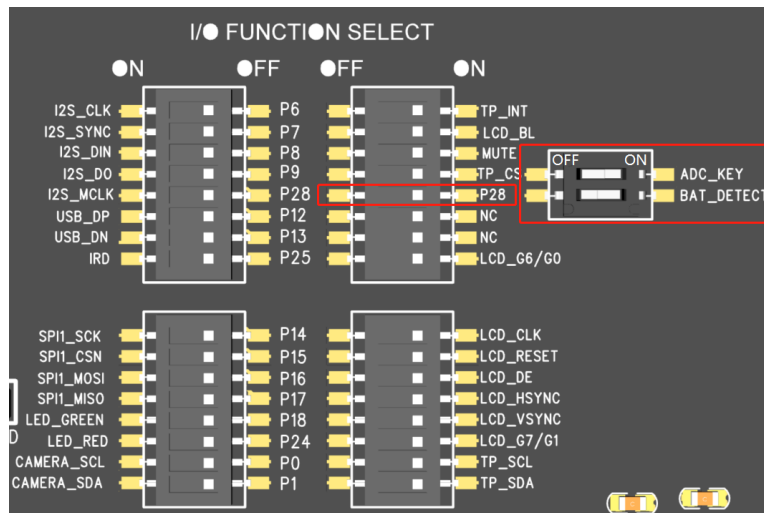 I/O FUNCTION SELECT
ON OFF OFF ON
I2S_CLK P6 TP_INT
I2S_SYNC P7 LCD_BL
I2S_DIN P8 MUTE OFF ON
I2S_DO P9 TP_CS ADC_KEY
I2S_MCLK P28 P28 BAT_DETECT
USB_DP P12 NC
USB_DN P13 NC
IRD P25 LCD_G6/G0
SPI1_SCK P14 LCD_CLK
SPI1_CSN P15 LCD_RESET
SPI1_MOSI P16 LCD_DE
SPI1_MISO P17 LCD_HSYNC
LED_GREEN P18 LCD_VSYNC
D LED_RED P24 LCD_G7/G1
CAMERA_SCL P0 TP_SCL
CAMERA_SDA P1 TP_SDA